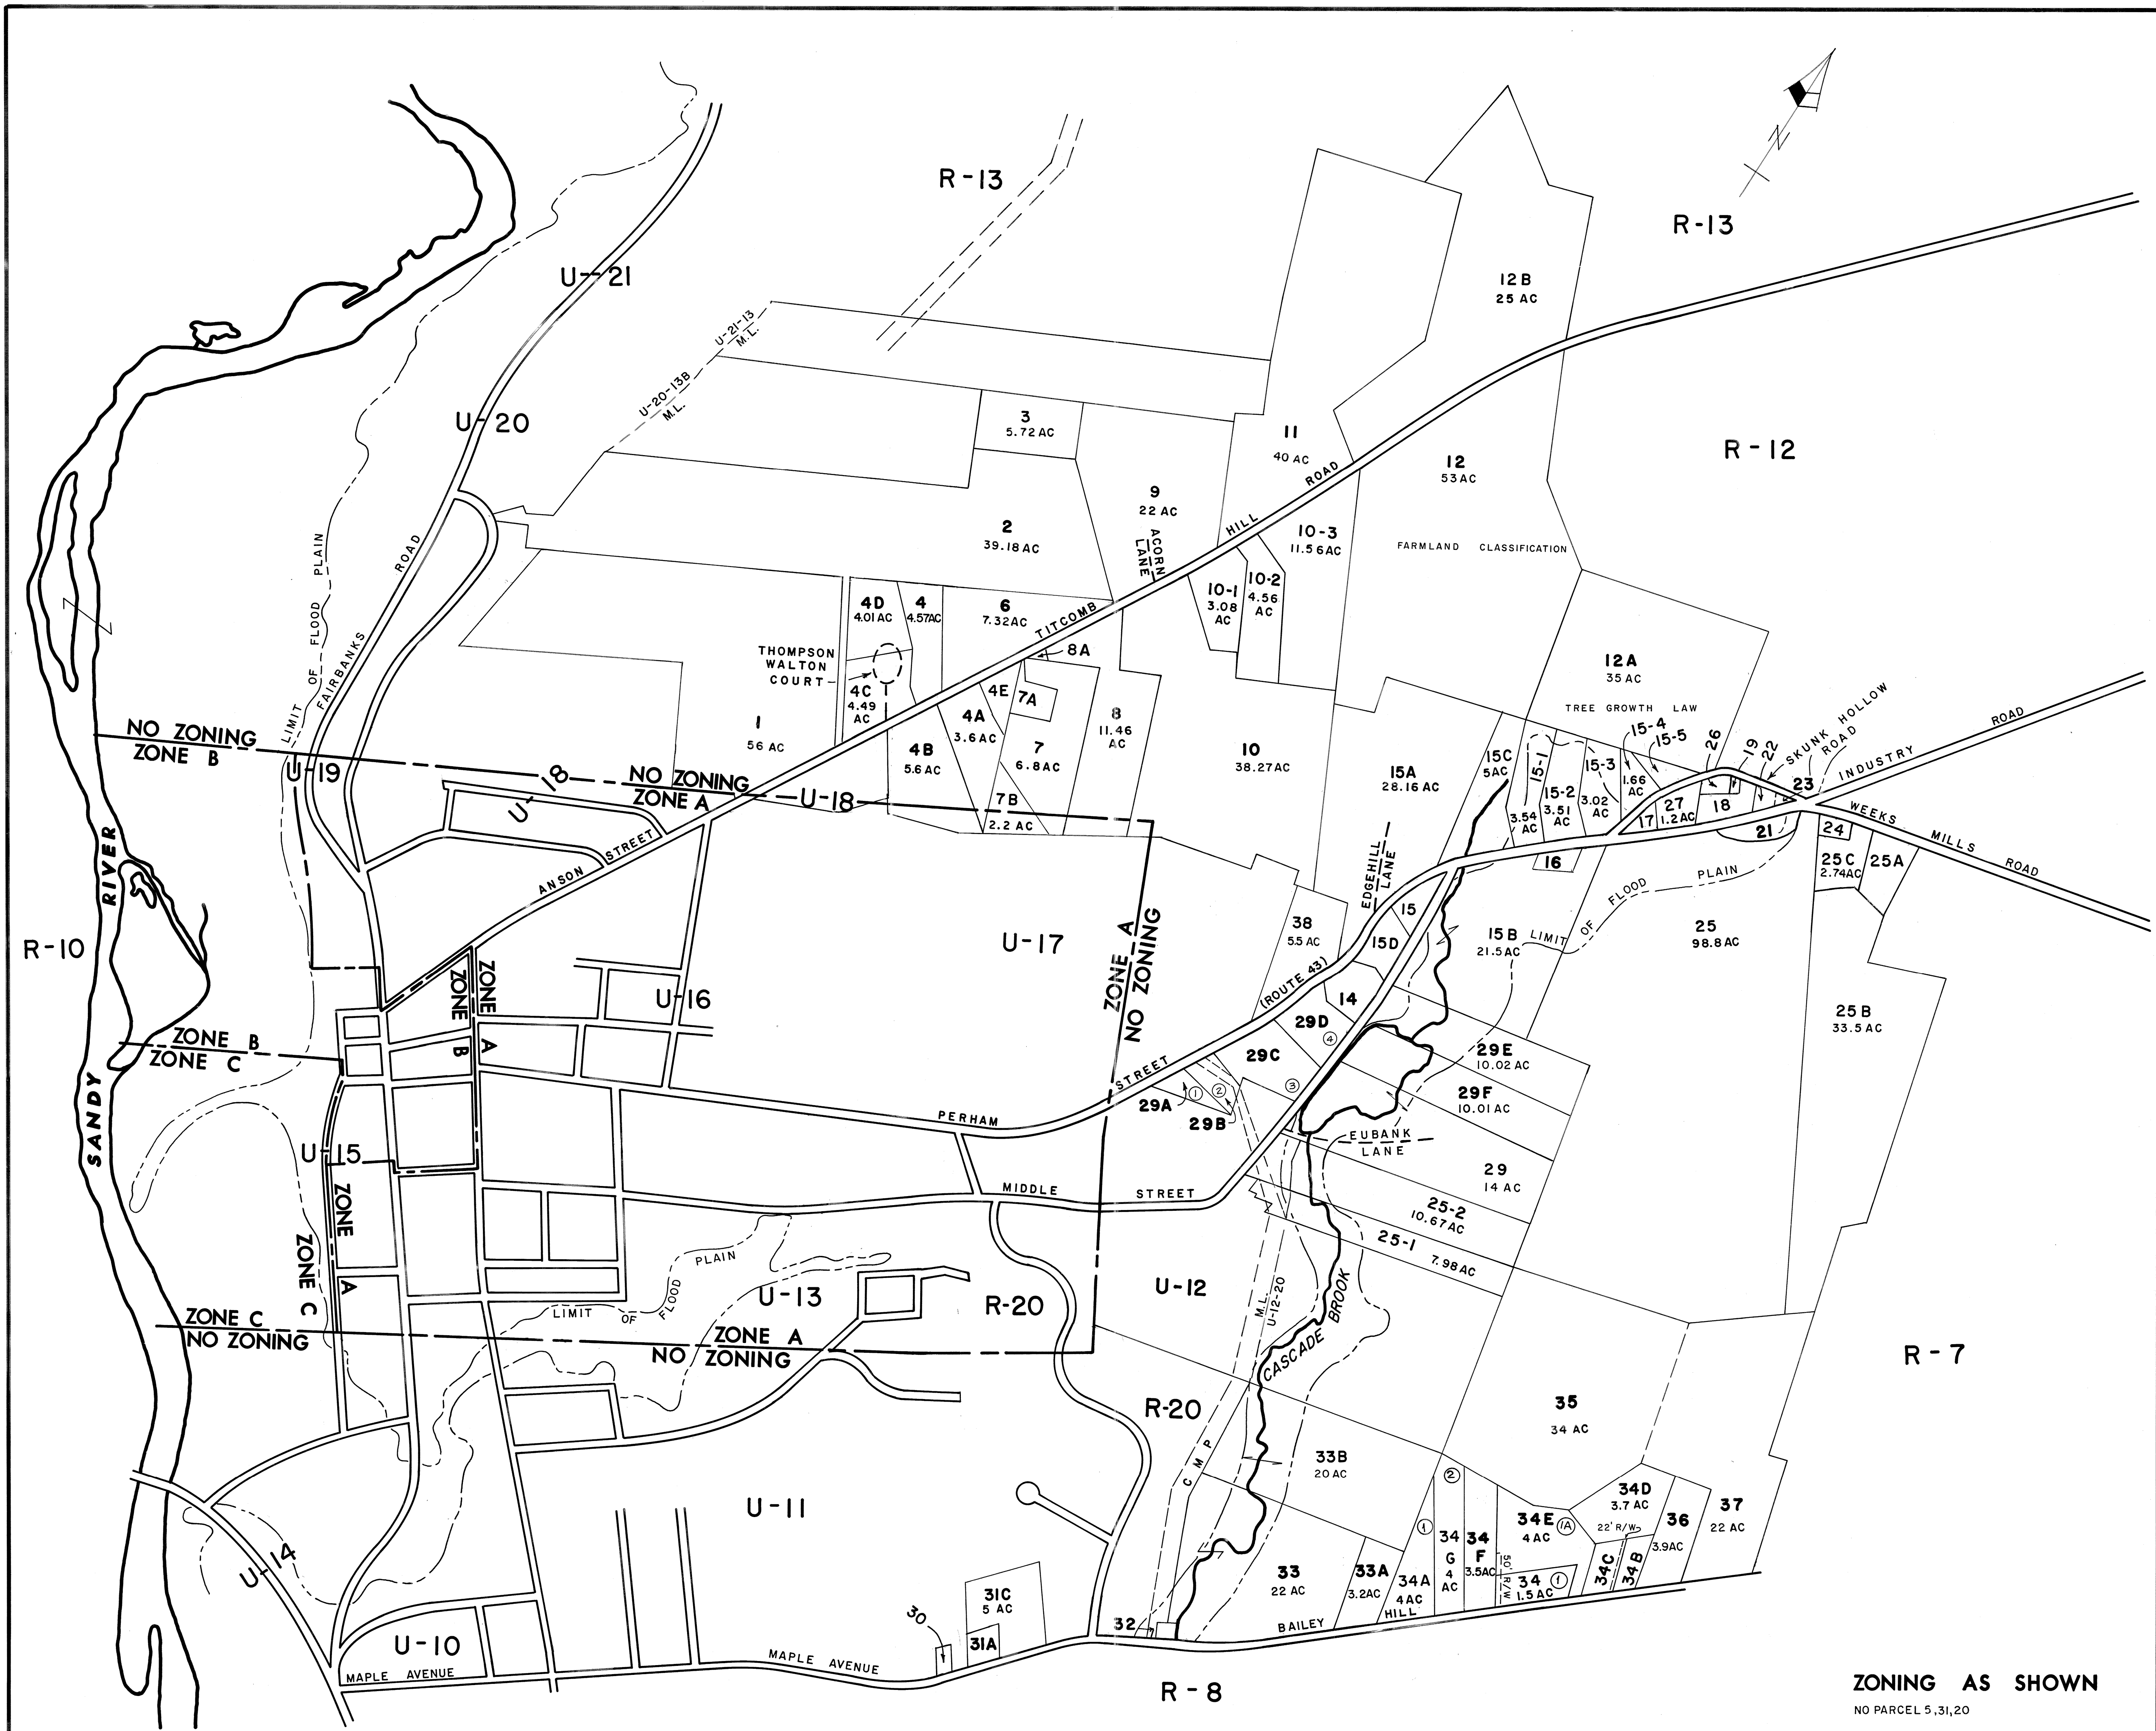 R-13
N
R-13
U-21
12 B
25 AC
U-21-13
M.L.
U-20-13B
M.L.
U-20
3
5.72 AC
11
40 AC
12
53 AC
R-12
9
22 AC
ACORN
LANE
2
39.18 AC
10-3
11.56 AC
FARMLAND CLASSIFICATION
TITCOMB HILL ROAD
10-1
3.08
AC
10-2
4.56
AC
LIMIT OF FLOOD PLAIN
FAIRBANKS ROAD
4D
4.01 AC
4
4.57 AC
6
7.32 AC
8A
THOMPSON
WALTON
COURT
4C
4.49
AC
4E
7A
4A
3.6 AC
1
56 AC
4B
5.6 AC
7
6.8 AC
8
11.46
AC
10
38.27 AC
7B
2.2 AC
12A
35 AC
TREE GROWTH LAW
15A
28.16 AC
15C
5 AC
15-1
3.54
AC
15-2
3.51
AC
15-3
3.02
AC
15-4
1.66
AC
15-5
26
19
22
SKUNK HOLLOW
ROAD
23
INDUSTRY ROAD
17
27
1.2 AC
18
21
16
24
WEEKS MILLS ROAD
25C
2.74 AC
25A
NO ZONING
ZONE B
U-19
U-18
NO ZONING
ZONE A
U-18
ANSON STREET
SANDY RIVER
R-10
U-17
ZONE A
NO ZONING
EDGEHILL
LANE
38
5.5 AC
15
15D
14
15B
21.5 AC
LIMIT OF FLOOD PLAIN
25
98.8 AC
25 B
33.5 AC
ZONE A
ZONE B
U-16
ZONE B
ZONE C
PERHAM STREET (ROUTE 43)
29D
4
29C
3
29A
1
2
29B
29E
10.02 AC
29F
10.01 AC
EUBANK
LANE
29
14 AC
25-2
10.67 AC
25-1
7.98 AC
U-15
ZONE A
ZONE C
MIDDLE STREET
LIMIT OF FLOOD PLAIN
U-13
R-20
U-12
M.L.
U-12-20
CASCADE BROOK
ZONE C
NO ZONING
ZONE A
NO ZONING
R-7
R-20
C M P
35
34 AC
33B
20 AC
U-11
U-14
2
1
34
G
4
AC
34
F
3.5 AC
34E
1A
4 AC
34D
3.7 AC
22' R/W
36
3.9 AC
37
22 AC
50' R/W
34
1
1.5 AC
34C
34B
33
22 AC
33A
3.2 AC
34A
4 AC
BAILEY HILL
31C
5 AC
30
31A
32
U-10
MAPLE AVENUE
MAPLE AVENUE
R-8
ZONING AS SHOWN
NO PARCEL 5,31,20